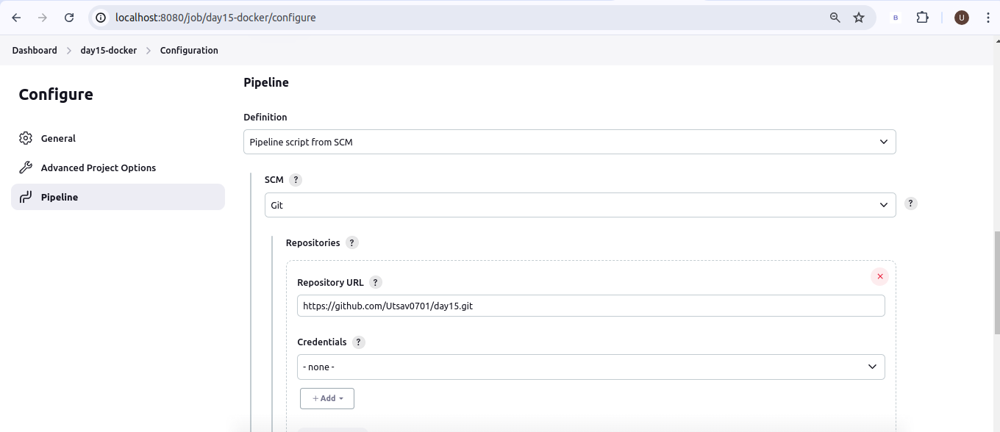 localhost:8080/job/day15-docker/configure
B
U
Dashboard
day15-docker
Configuration
Configure
General
Advanced Project Options
Pipeline
Pipeline
Definition
Pipeline script from SCM
SCM ?
Git
?
Repositories ?
Repository URL ?
https://github.com/Utsav0701/day15.git
Credentials ?
- none -
+ Add